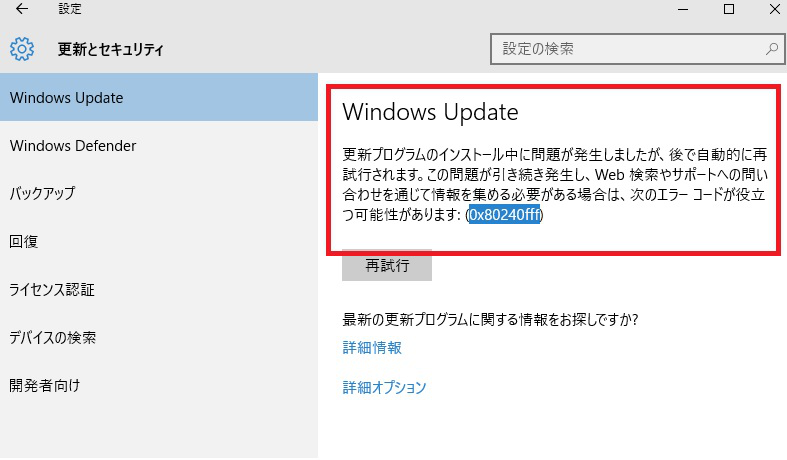 設定
更新とセキュリティ
設定の検索
Windows Update
Windows Defender
バックアップ
回復
ライセンス認証
デバイスの検索
開発者向け
Windows Update
更新プログラムのインストール中に問題が発生しましたが、後で自動的に再
試行されます。この問題が引き続き発生し、Web 検索やサポートへの問い
合わせを通じて情報を集める必要がある場合は、次のエラー コードが役立
つ可能性があります: (0x80240fff)
再試行
最新の更新プログラムに関する情報をお探しですか?
詳細情報
詳細オプション